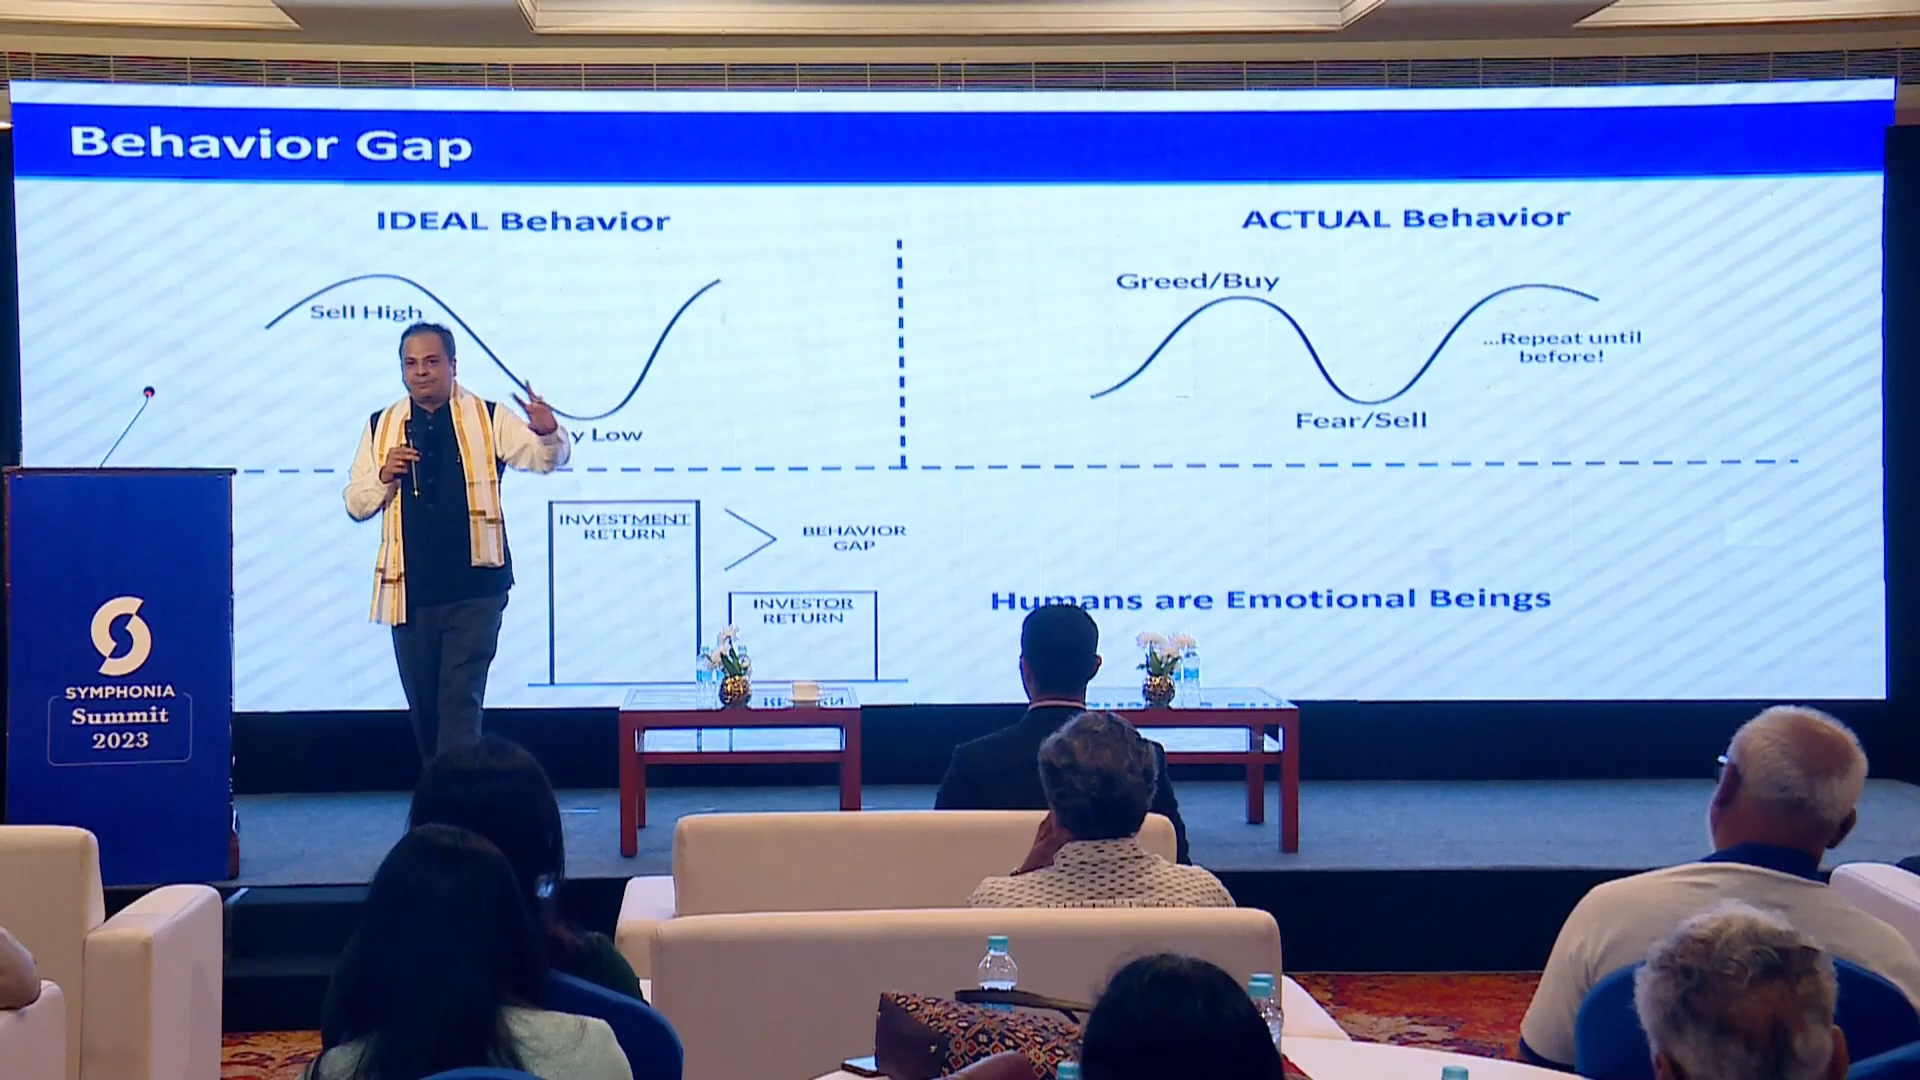 Behavior Gap
IDEAL Behavior
ACTUAL Behavior
Sell High
y Low
Greed/Buy
Fear/Sell
...Repeat until
before!
INVESTMENT
RETURN
BEHAVIOR
GAP
INVESTOR
RETURN
Humans are Emotional Beings
SYMPHONIA
Summit
2023